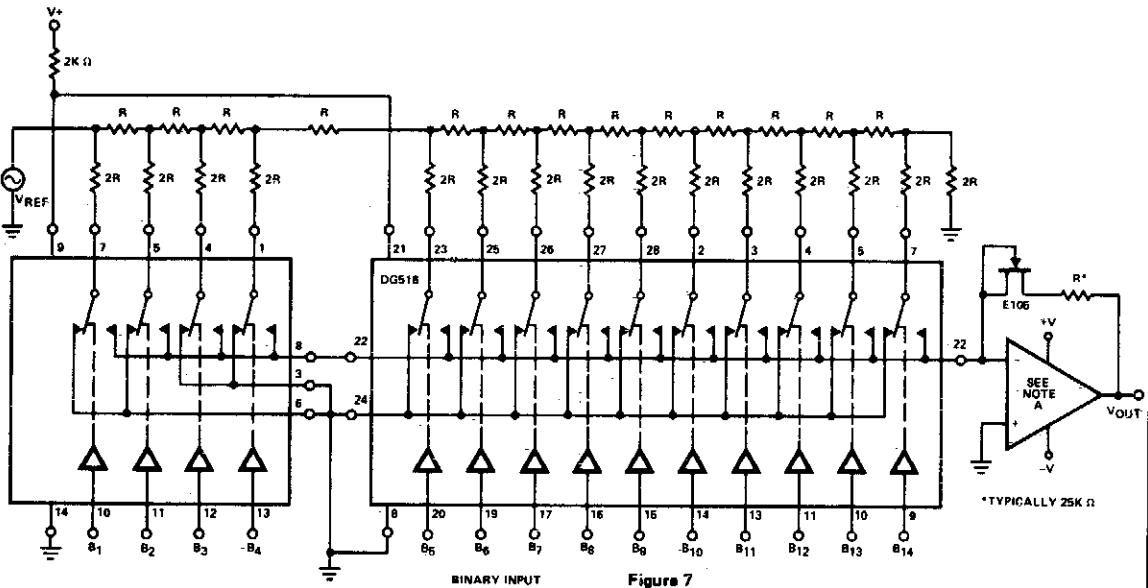 V+
2K Ω
R R R R R R R R R R R R R
2R 2R 2R 2R 2R 2R 2R 2R 2R 2R 2R 2R 2R 2R 2R
VREF
9 7 5 4 1 21 23 25 26 27 28 2 3 4 5 7
DG516
E105
R*
8 22 22
3
6 24
+V
-
SEE
NOTE
A
+
-V
VOUT
*TYPICALLY 25K Ω
14 10 11 12 13 8 20 19 17 16 15 14 13 11 10 9
B1 B2 B3 -B4 B5 B6 B7 B8 B9 -B10 B11 B12 B13 B14
BINARY INPUT
Figure 7